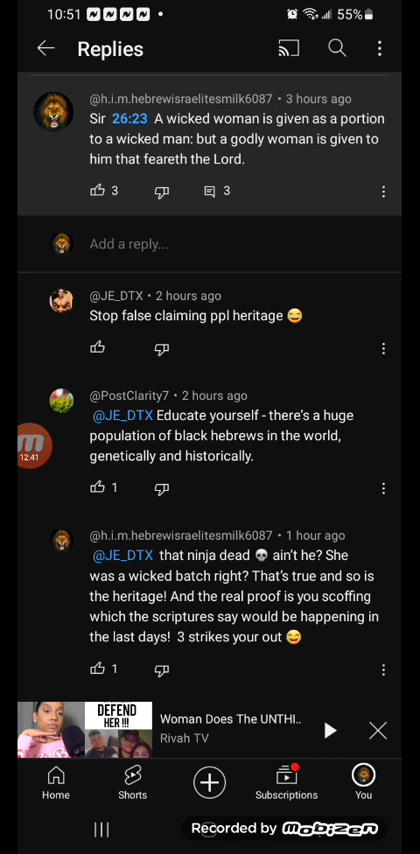 10:51 N N N N •
55%
Replies
@h.i.m.hebrewisraelitesmilk6087 • 3 hours ago
Sir 26:23 A wicked woman is given as a portion
to a wicked man: but a godly woman is given to
him that feareth the Lord.
3
3
Add a reply...
@JE_DTX • 2 hours ago
Stop false claiming ppl heritage 😅
@PostClarity7 • 2 hours ago
@JE_DTX Educate yourself - there's a huge
population of black hebrews in the world,
genetically and historically.
1
m
12:41
@h.i.m.hebrewisraelitesmilk6087 • 1 hour ago
@JE_DTX that ninja dead 💀 ain't he? She
was a wicked batch right? That's true and so is
the heritage! And the real proof is you scoffing
which the scriptures say would be happening in
the last days! 3 strikes your out 😅
1
DEFEND
HER !!!
Woman Does The UNTHI..
Rivah TV
Home
Shorts
Subscriptions
You
Recorded by mobizen